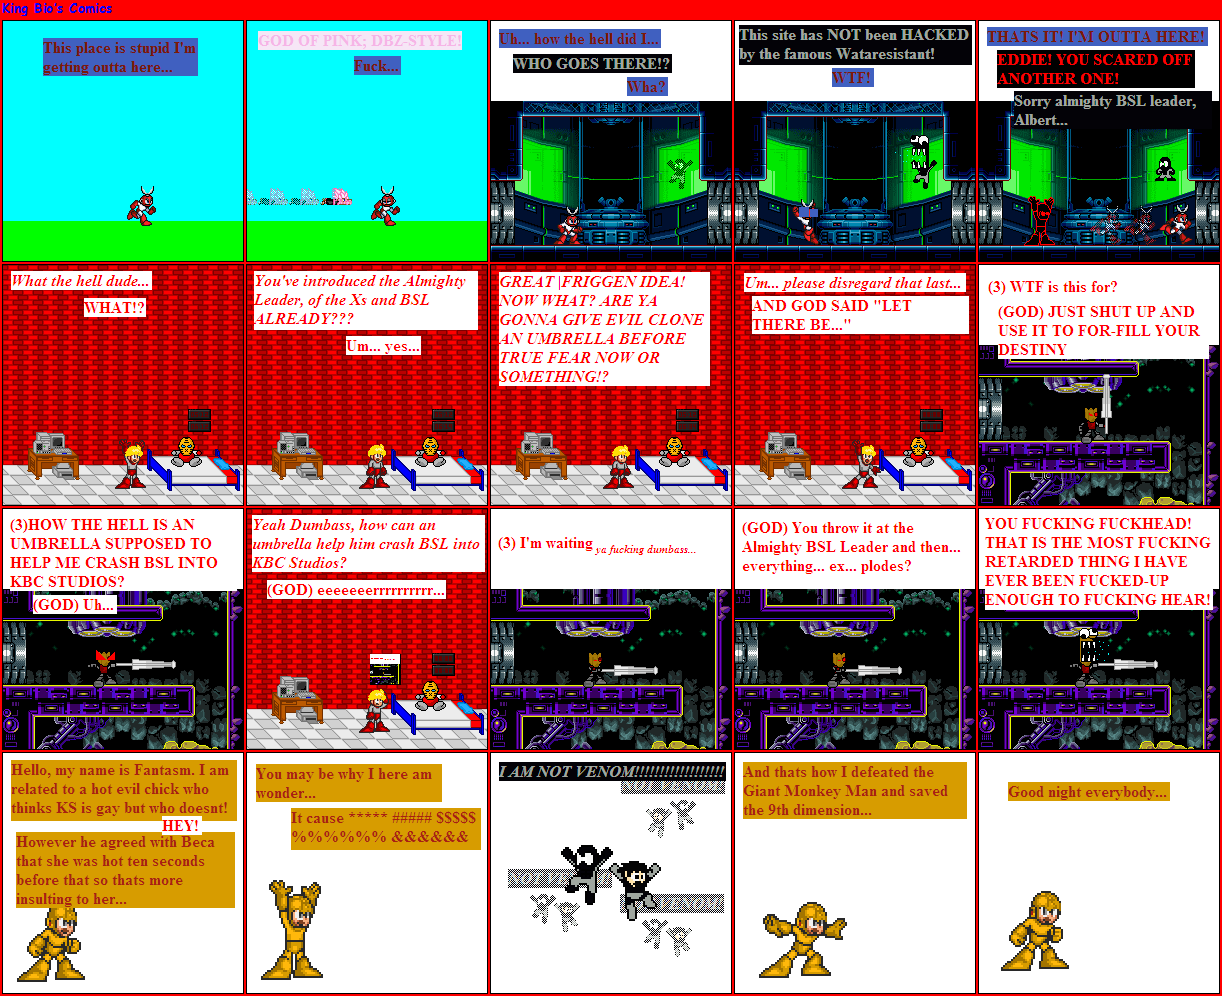 King Bio's Comics
This place is stupid I'm
getting outta here...
GOD OF PINK; DBZ-STYLE!
Fuck...
Uh... how the hell did I...
WHO GOES THERE!?
Wha?
This site has NOT been HACKED
by the famous Wataresistant!
WTF!
THATS IT! I'M OUTTA HERE!
EDDIE! YOU SCARED OFF
ANOTHER ONE!
Sorry almighty BSL leader,
Albert...
What the hell dude...
WHAT!?
You've introduced the Almighty
Leader, of the Xs and BSL
ALREADY???
Um... yes...
GREAT |FRIGGEN IDEA!
NOW WHAT? ARE YA
GONNA GIVE EVIL CLONE
AN UMBRELLA BEFORE
TRUE FEAR NOW OR
SOMETHING!?
Um... please disregard that last...
AND GOD SAID "LET
THERE BE..."
(3) WTF is this for?
(GOD) JUST SHUT UP AND
USE IT TO FOR-FILL YOUR
DESTINY
(3)HOW THE HELL IS AN
UMBRELLA SUPPOSED TO
HELP ME CRASH BSL INTO
KBC STUDIOS?
(GOD) Uh...
Yeah Dumbass, how can an
umbrella help him crash BSL into
KBC Studios?
(GOD) eeeeeeerrrrrrrrrr...
(3) I'm waiting ya fucking dumbass...
(GOD) You throw it at the
Almighty BSL Leader and then...
everything... ex... plodes?
YOU FUCKING FUCKHEAD!
THAT IS THE MOST FUCKING
RETARDED THING I HAVE
EVER BEEN FUCKED-UP
ENOUGH TO FUCKING HEAR!
Hello, my name is Fantasm. I am
related to a hot evil chick who
thinks KS is gay but who doesnt!
HEY!
However he agreed with Beca
that she was hot ten seconds
before that so thats more
insulting to her...
You may be why I here am
wonder...
It cause ***** ##### $$$$$
%%%%%% &&&&&&
I AM NOT VENOM!!!!!!!!!!!!!!!!!!!
And thats how I defeated the
Giant Monkey Man and saved
the 9th dimension...
Good night everybody...